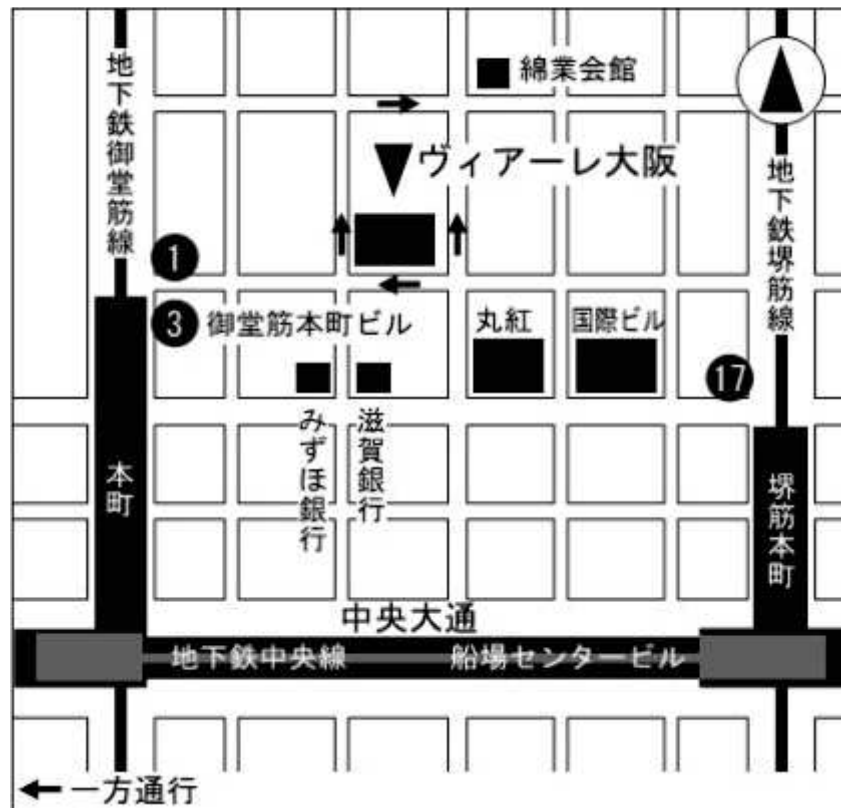 綿業会館
地下鉄御堂筋線
ヴィアーレ大阪
地下鉄堺筋線
1
3
御堂筋本町ビル
丸紅
国際ビル
17
みずほ銀行
滋賀銀行
本町
堺筋本町
中央大通
地下鉄中央線
船場センタービル
一方通行